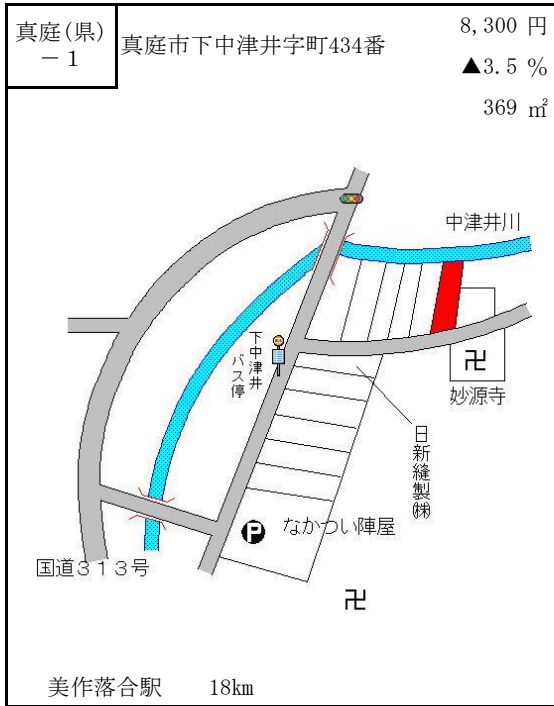 真庭(県)
－１
真庭市下中津井字町434番
8,300 円
▲3.5 %
369 ㎡
中津井川
下中津井
バス停
卍
妙源寺
日新縫製㈱
P
なかつい陣屋
国道３１３号
卍
美作落合駅 18km